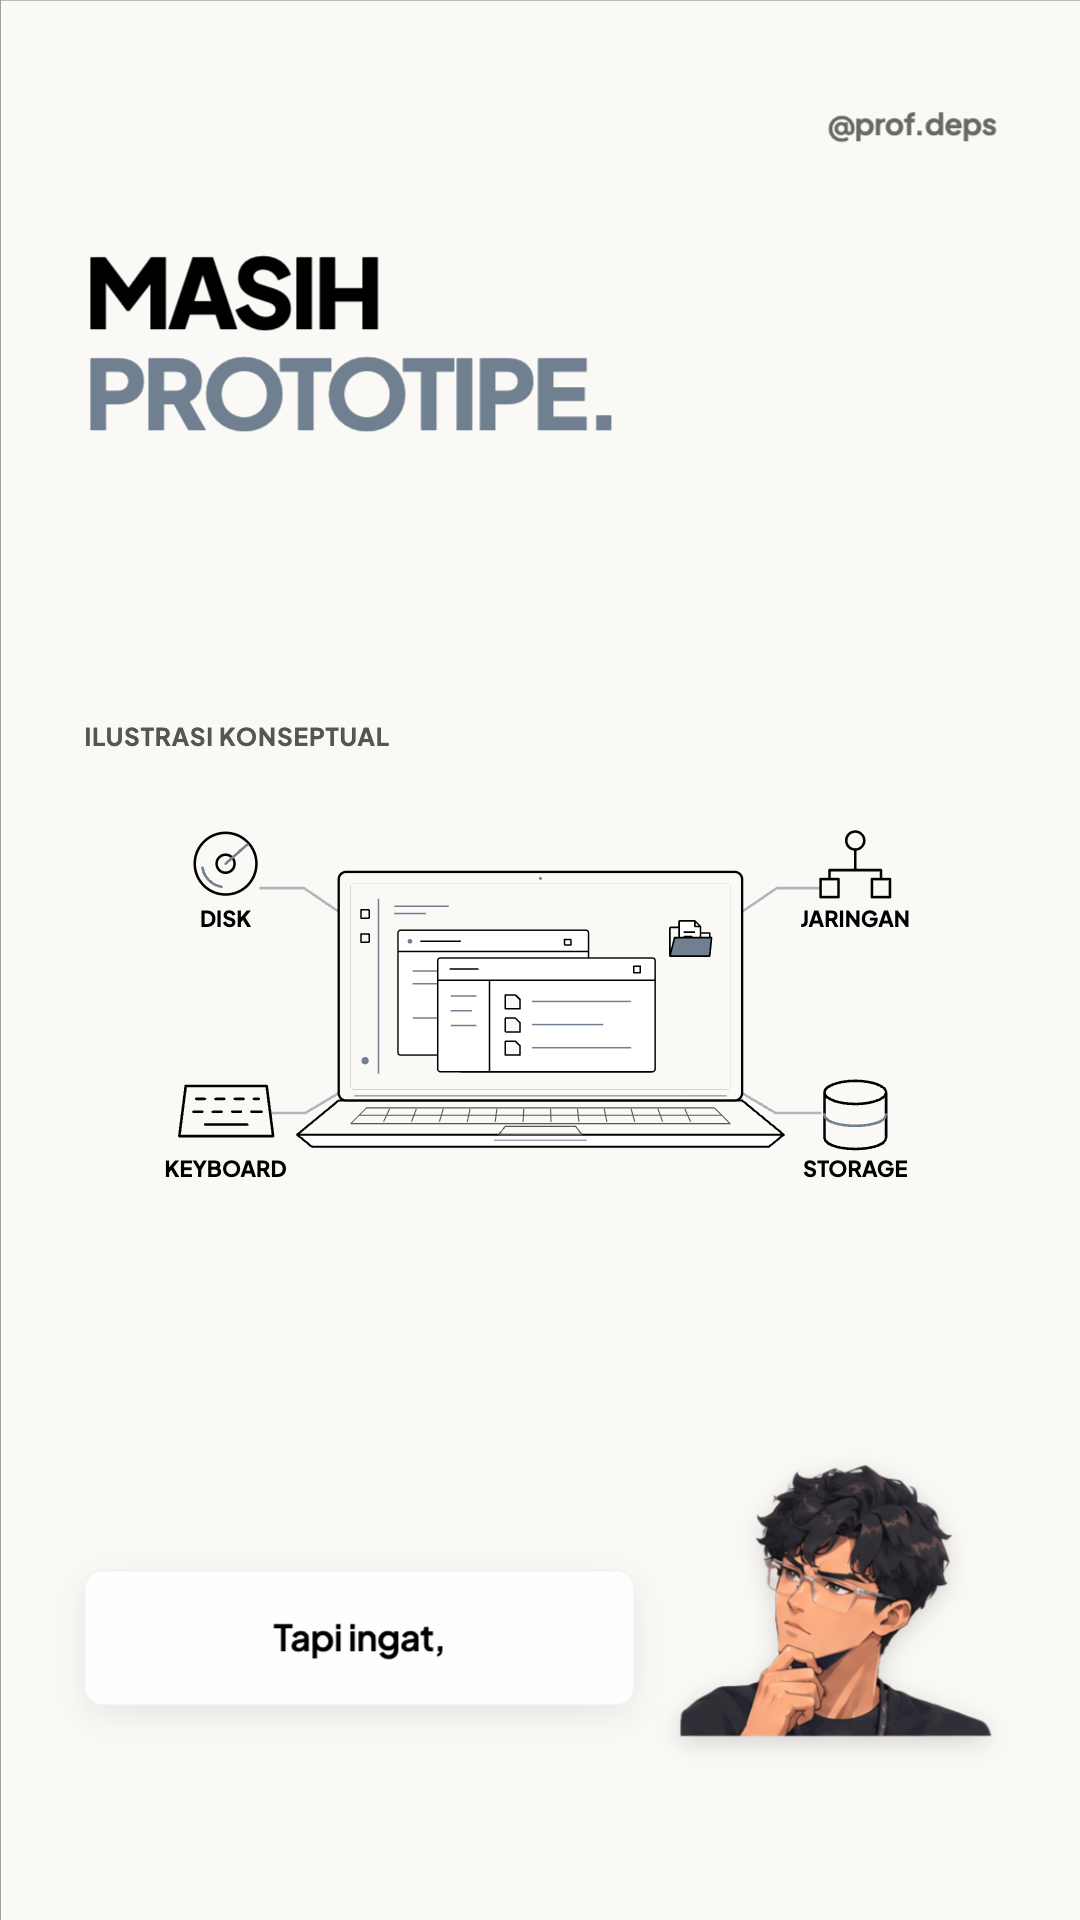 @prof.deps
MASIH
PROTOTIPE.
ILUSTRASI KONSEPTUAL
DISK
JARINGAN
KEYBOARD
STORAGE
Tapi ingat,